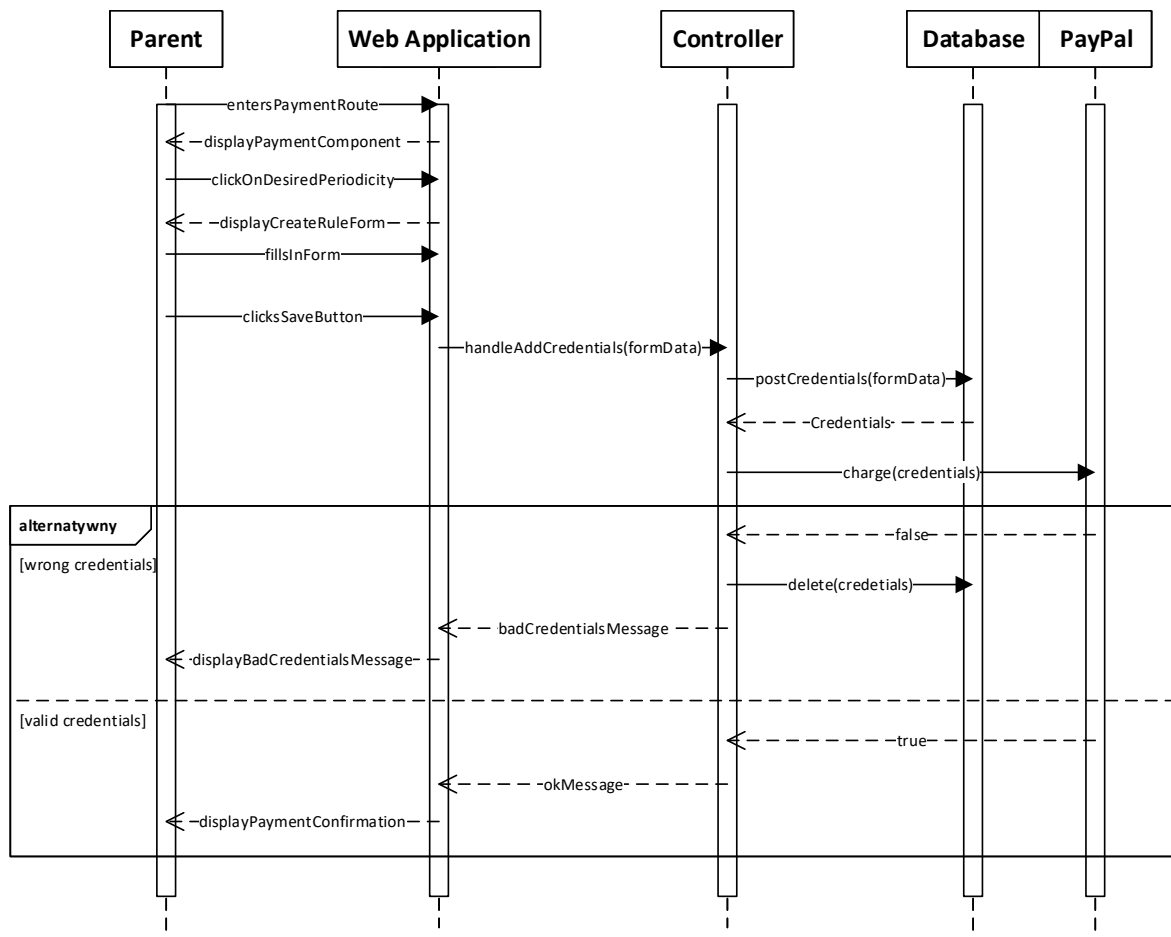 Parent
Web Application
Controller
Database
PayPal
entersPaymentRoute
displayPaymentComponent
clickOnDesiredPeriodicity
displayCreateRuleForm
fillsInForm
clicksSaveButton
handleAddCredentials(formData)
postCredentials(formData)
Credentials
charge(credentials)
alternatywny
false
[wrong credentials]
delete(credetials)
badCredentialsMessage
displayBadCredentialsMessage
[valid credentials]
true
okMessage
displayPaymentConfirmation